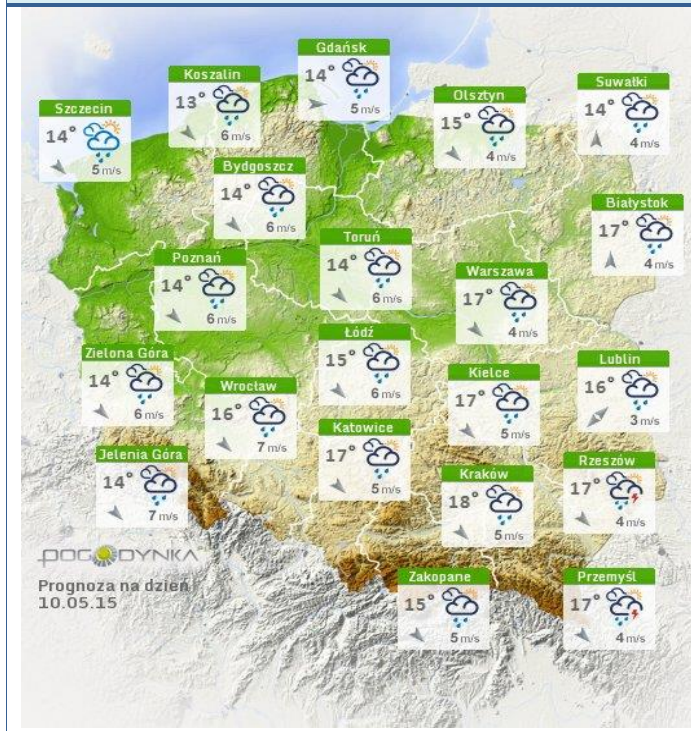 Gdańsk
14°
5 m/s
Koszalin
13°
6 m/s
Szczecin
14°
5 m/s
Olsztyn
15°
4 m/s
Suwałki
14°
4 m/s
Bydgoszcz
14°
6 m/s
Białystok
17°
4 m/s
Toruń
14°
6 m/s
Poznań
14°
6 m/s
Warszawa
17°
4 m/s
Łódź
15°
6 m/s
Zielona Góra
14°
6 m/s
Lublin
16°
3 m/s
Kielce
17°
5 m/s
Wrocław
16°
7 m/s
Katowice
17°
5 m/s
Jelenia Góra
14°
7 m/s
Rzeszów
17°
4 m/s
Kraków
18°
5 m/s
POGODYNKA
Prognoza na dzień
10.05.15
Zakopane
15°
5 m/s
Przemyśl
17°
4 m/s